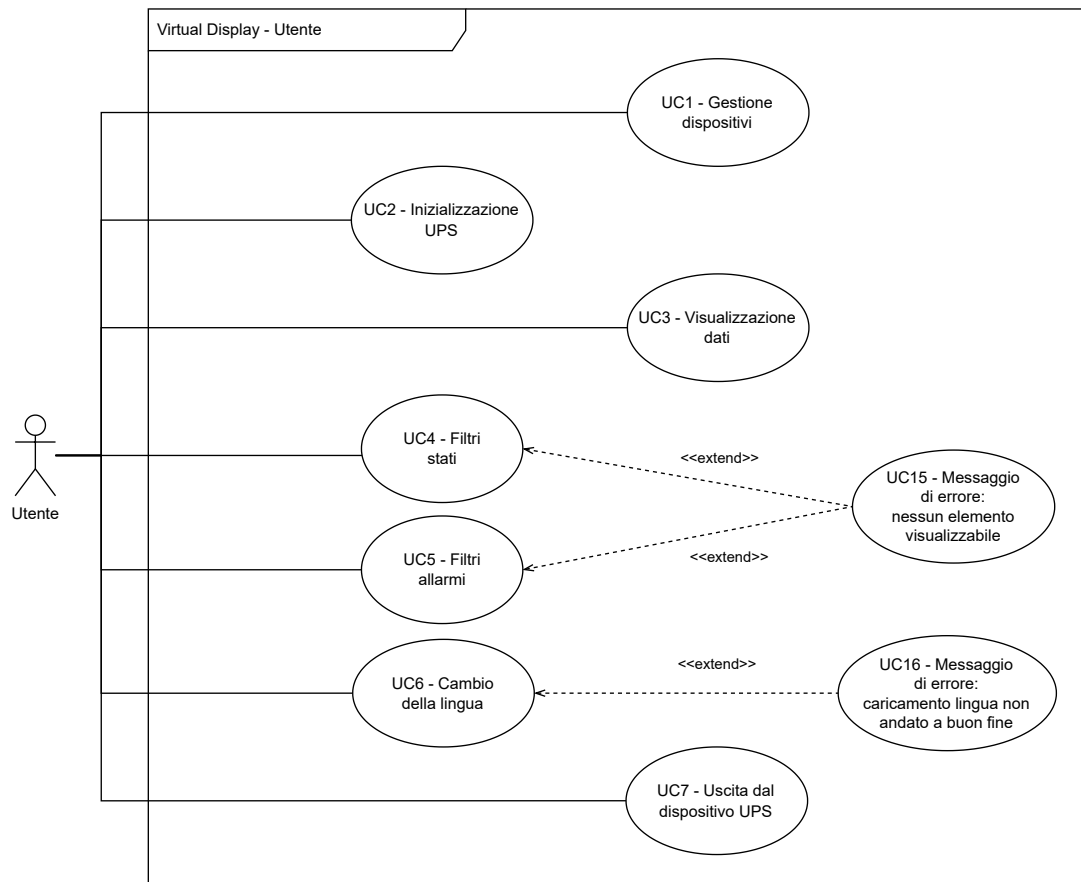 Virtual Display - Utente
UC1 - Gestione
dispositivi
UC2 - Inizializzazione
UPS
UC3 - Visualizzazione
dati
UC4 - Filtri
stati
<<extend>>
UC15 - Messaggio
di errore:
nessun elemento
visualizzabile
Utente
UC5 - Filtri
allarmi
<<extend>>
UC6 - Cambio
della lingua
<<extend>>
UC16 - Messaggio
di errore:
caricamento lingua non
andato a buon fine
UC7 - Uscita dal
dispositivo UPS